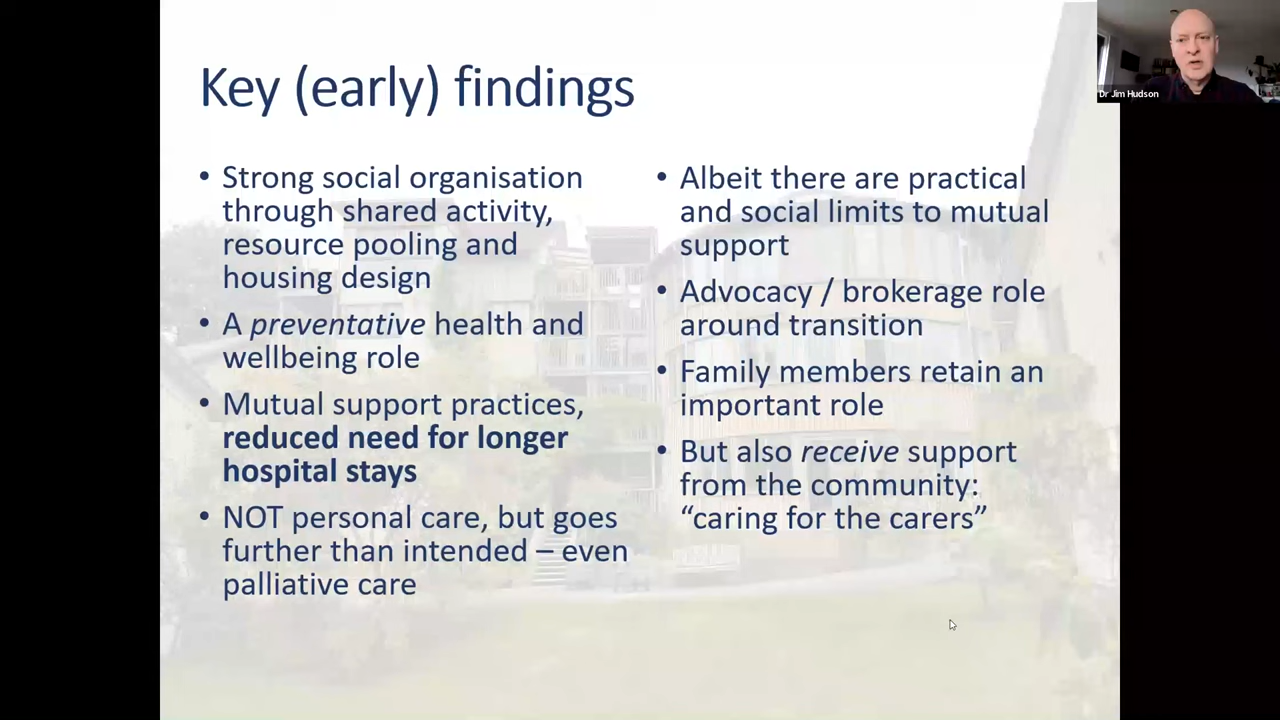 Key (early) findings
• Strong social organisation
through shared activity,
resource pooling and
housing design
• A preventative health and
wellbeing role
• Mutual support practices,
reduced need for longer
hospital stays
• NOT personal care, but goes
further than intended – even
palliative care
• Albeit there are practical
and social limits to mutual
support
• Advocacy / brokerage role
around transition
• Family members retain an
important role
• But also receive support
from the community:
“caring for the carers”
Dr Jim Hudson